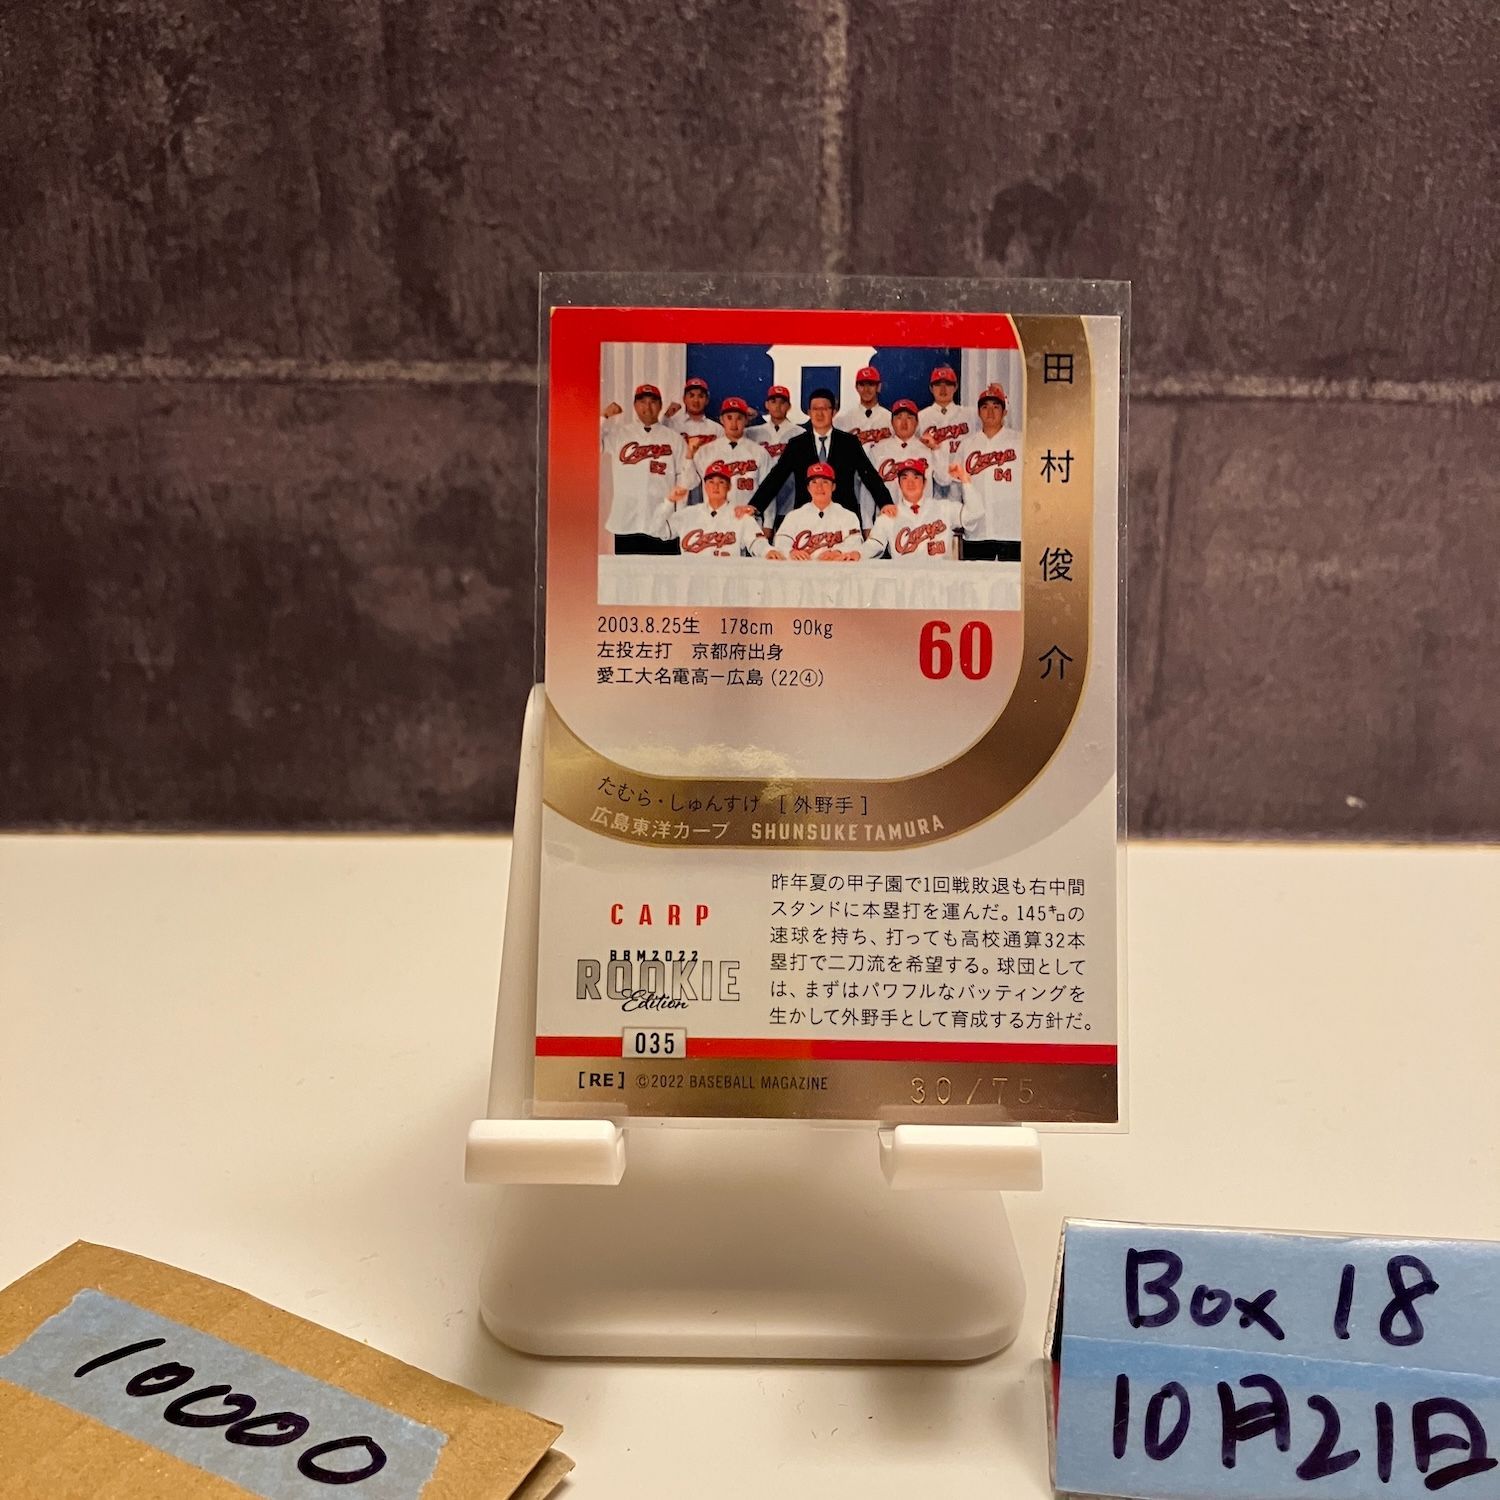 田村俊介
2003.8.25生 178cm 90kg
左投左打 京都府出身
愛工大名電高－広島（22④）
60
たむら・しゅんすけ ［外野手］
広島東洋カープ SHUNSUKE TAMURA
昨年夏の甲子園で1回戦敗退も右中間
スタンドに本塁打を運んだ。145㌔の
速球を持ち、打っても高校通算32本
塁打で二刀流を希望する。球団として
は、まずはパワフルなバッティングを
生かして外野手として育成する方針だ。
CARP
BBM2022
ROOKIE
Edition
035
[RE] ©2022 BASEBALL MAGAZINE
30/75
10000
Box 18
10月21日